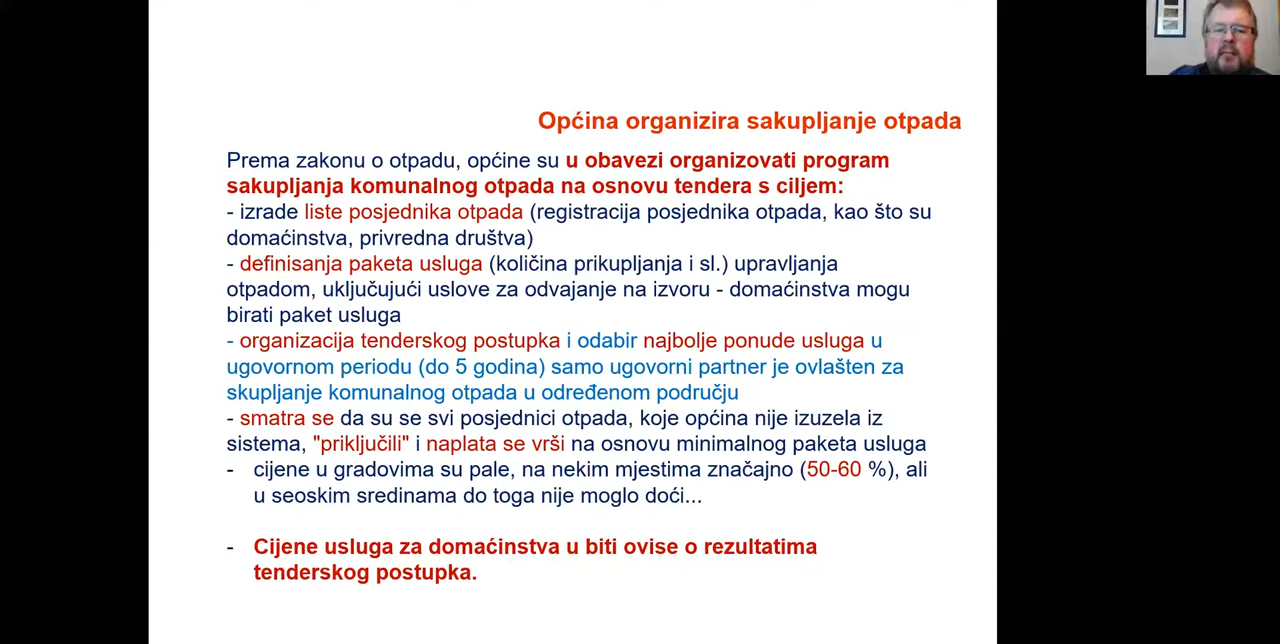 Općina organizira sakupljanje otpada
Prema zakonu o otpadu, općine su u obavezi organizovati program
sakupljanja komunalnog otpada na osnovu tendera s ciljem:
- izrade liste posjednika otpada (registracija posjednika otpada, kao što su
domaćinstva, privredna društva)
- definisanja paketa usluga (količina prikupljanja i sl.) upravljanja
otpadom, uključujući uslove za odvajanje na izvoru - domaćinstva mogu
birati paket usluga
- organizacija tenderskog postupka i odabir najbolje ponude usluga u
ugovornom periodu (do 5 godina) samo ugovorni partner je ovlašten za
skupljanje komunalnog otpada u određenom području
- smatra se da su se svi posjednici otpada, koje općina nije izuzela iz
sistema, "priključili" i naplata se vrši na osnovu minimalnog paketa usluga
- cijene u gradovima su pale, na nekim mjestima značajno (50-60 %), ali
u seoskim sredinama do toga nije moglo doći...
- Cijene usluga za domaćinstva u biti ovise o rezultatima
tenderskog postupka.